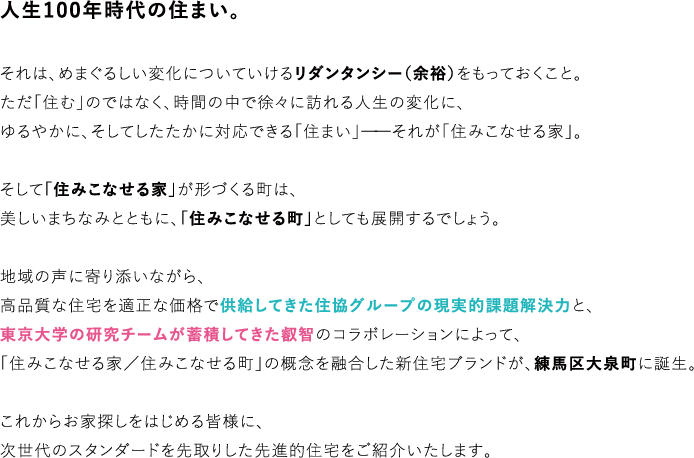 人生100年時代の住まい。
それは、めまぐるしい変化についていけるリダンタンシー（余裕）をもっておくこと。
ただ「住む」のではなく、時間の中で徐々に訪れる人生の変化に、
ゆるやかに、そしてしたたかに対応できる「住まい」――それが「住みこなせる家」。
そして「住みこなせる家」が形づくる町は、
美しいまちなみとともに、「住みこなせる町」としても展開するでしょう。
地域の声に寄り添いながら、
高品質な住宅を適正な価格で供給してきた住協グループの現実的課題解決力と、
東京大学の研究チームが蓄積してきた叡智のコラボレーションによって、
「住みこなせる家／住みこなせる町」の概念を融合した新住宅ブランドが、練馬区大泉町に誕生。
これからお家探しをはじめる皆様に、
次世代のスタンダードを先取りした先進的住宅をご紹介いたします。